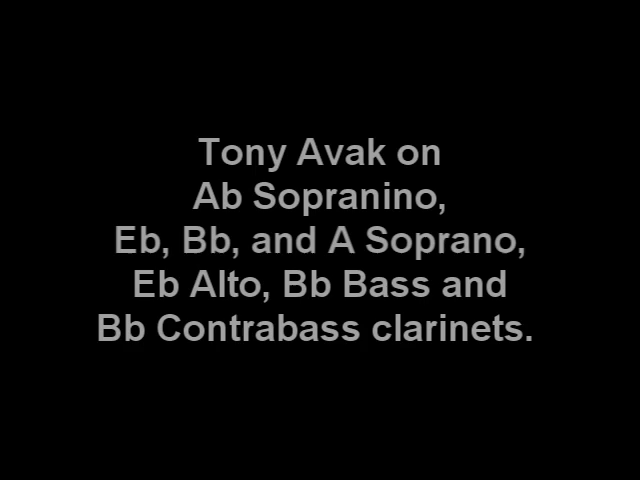 Tony Avak on
Ab Sopranino,
Eb, Bb, and A Soprano,
Eb Alto, Bb Bass and
Bb Contrabass clarinets.